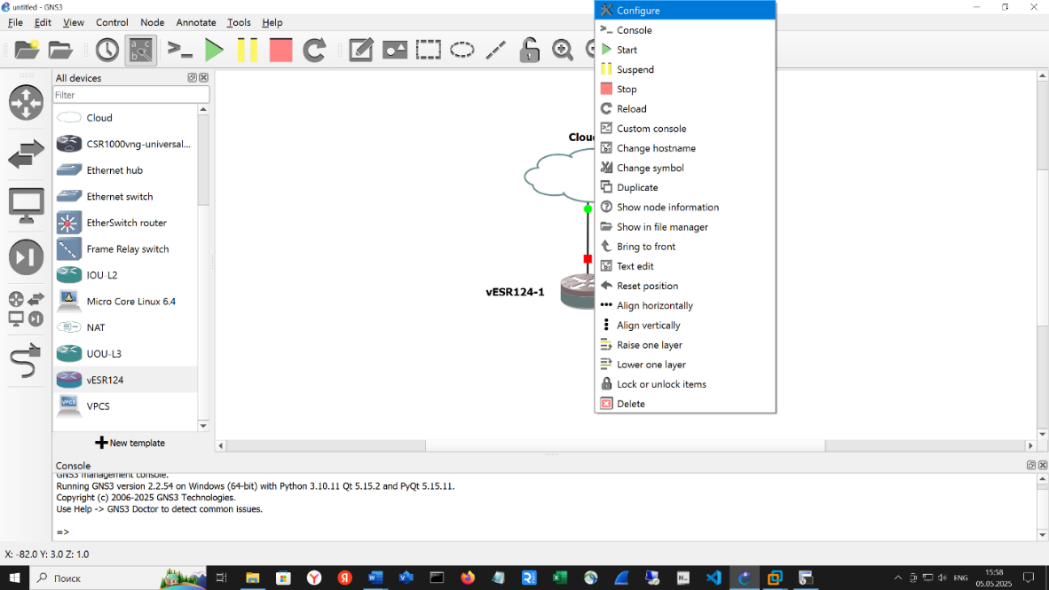 untitled - GNS3
File Edit View Control Node Annotate Tools Help
All devices
Filter
Cloud
CSR1000vng-universal...
Ethernet hub
Ethernet switch
EtherSwitch router
Frame Relay switch
IOU-L2
Micro Core Linux 6.4
NAT
UOU-L3
vESR124
VPCS
New template
vESR124-1
Configure
Console
Start
Suspend
Stop
Reload
Custom console
Change hostname
Change symbol
Duplicate
Show node information
Show in file manager
Bring to front
Text edit
Reset position
Align horizontally
Align vertically
Raise one layer
Lower one layer
Lock or unlock items
Delete
Console
GNS3 management console.
Running GNS3 version 2.2.54 on Windows (64-bit) with Python 3.10.11 Qt 5.15.2 and PyQt 5.15.11.
Copyright (c) 2006-2025 GNS3 Technologies.
Use Help -> GNS3 Doctor to detect common issues.
=>
X: -82.0 Y: 3.0 Z: 1.0
Поиск
ENG
15:58
05.05.2025